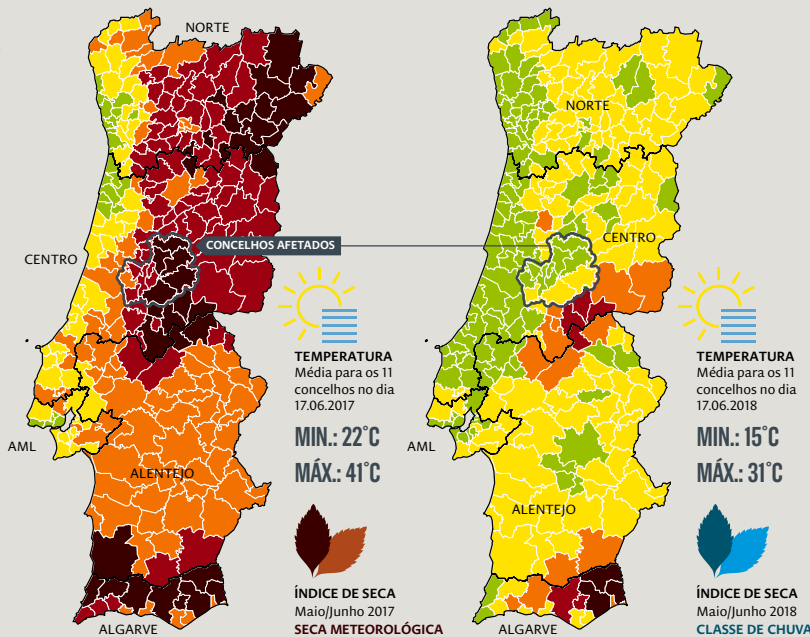 NORTE
CENTRO
AML
ALENTEJO
ALGARVE
CONCELHOS AFETADOS
TEMPERATURA
Média para os 11
concelhos no dia
17.06.2017
MIN.: 22°C
MÁX.: 41°C
ÍNDICE DE SECA
Maio/Junho 2017
SECA METEOROLÓGICA
NORTE
CENTRO
AML
ALENTEJO
ALGARVE
TEMPERATURA
Média para os 11
concelhos no dia
17.06.2018
MIN.: 15°C
MÁX.: 31°C
ÍNDICE DE SECA
Maio/Junho 2018
CLASSE DE CHUVA